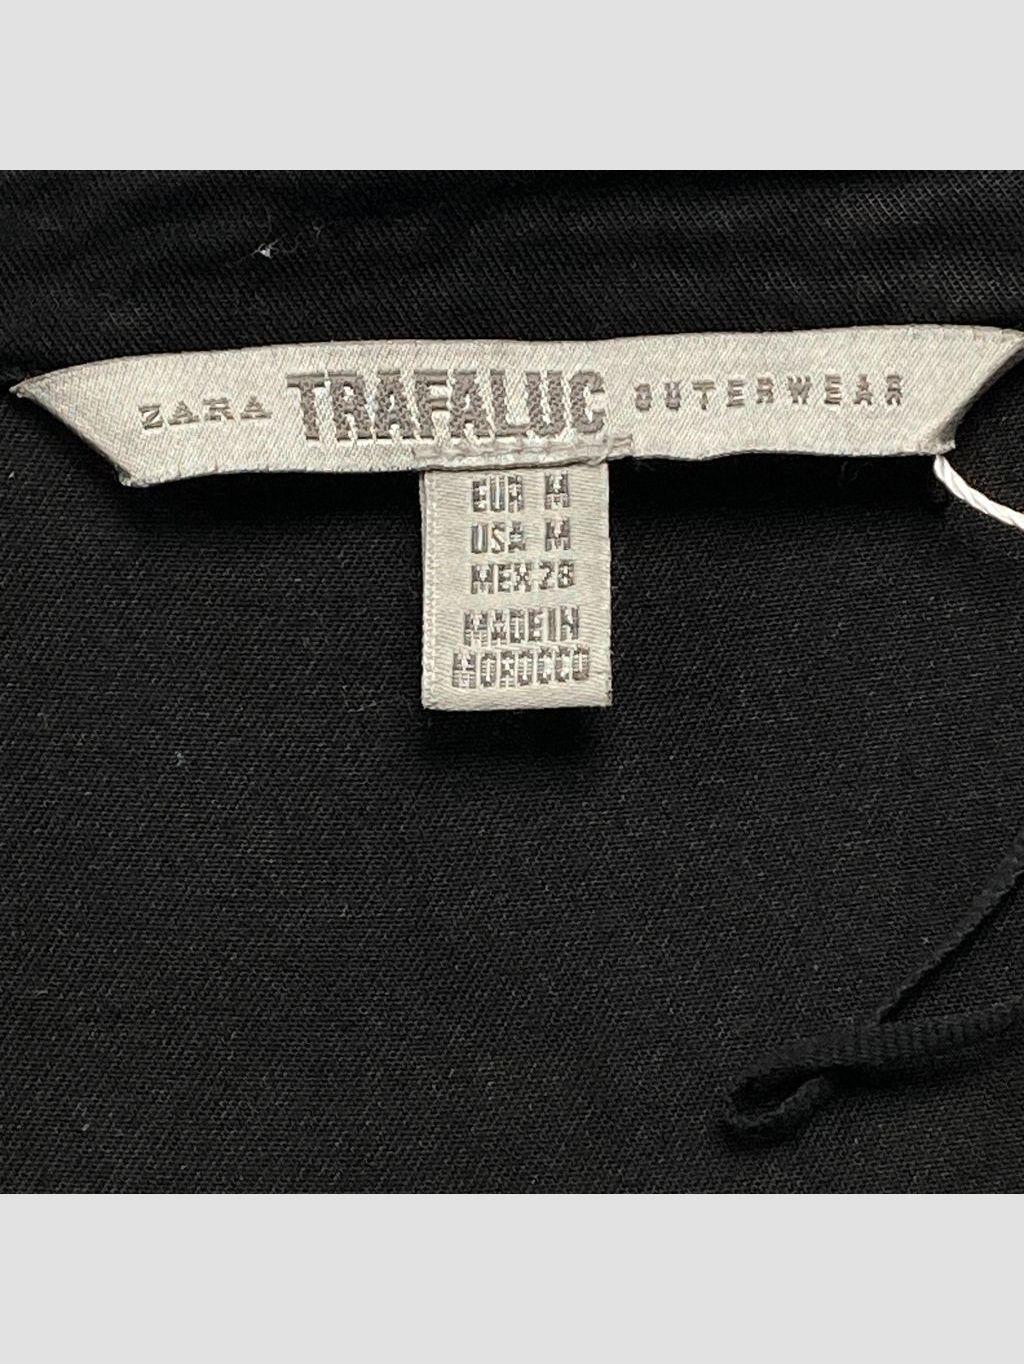 ZARA TRAFALUC OUTERWEAR
EUR M
USA M
MEX 28
MADE IN
MOROCCO